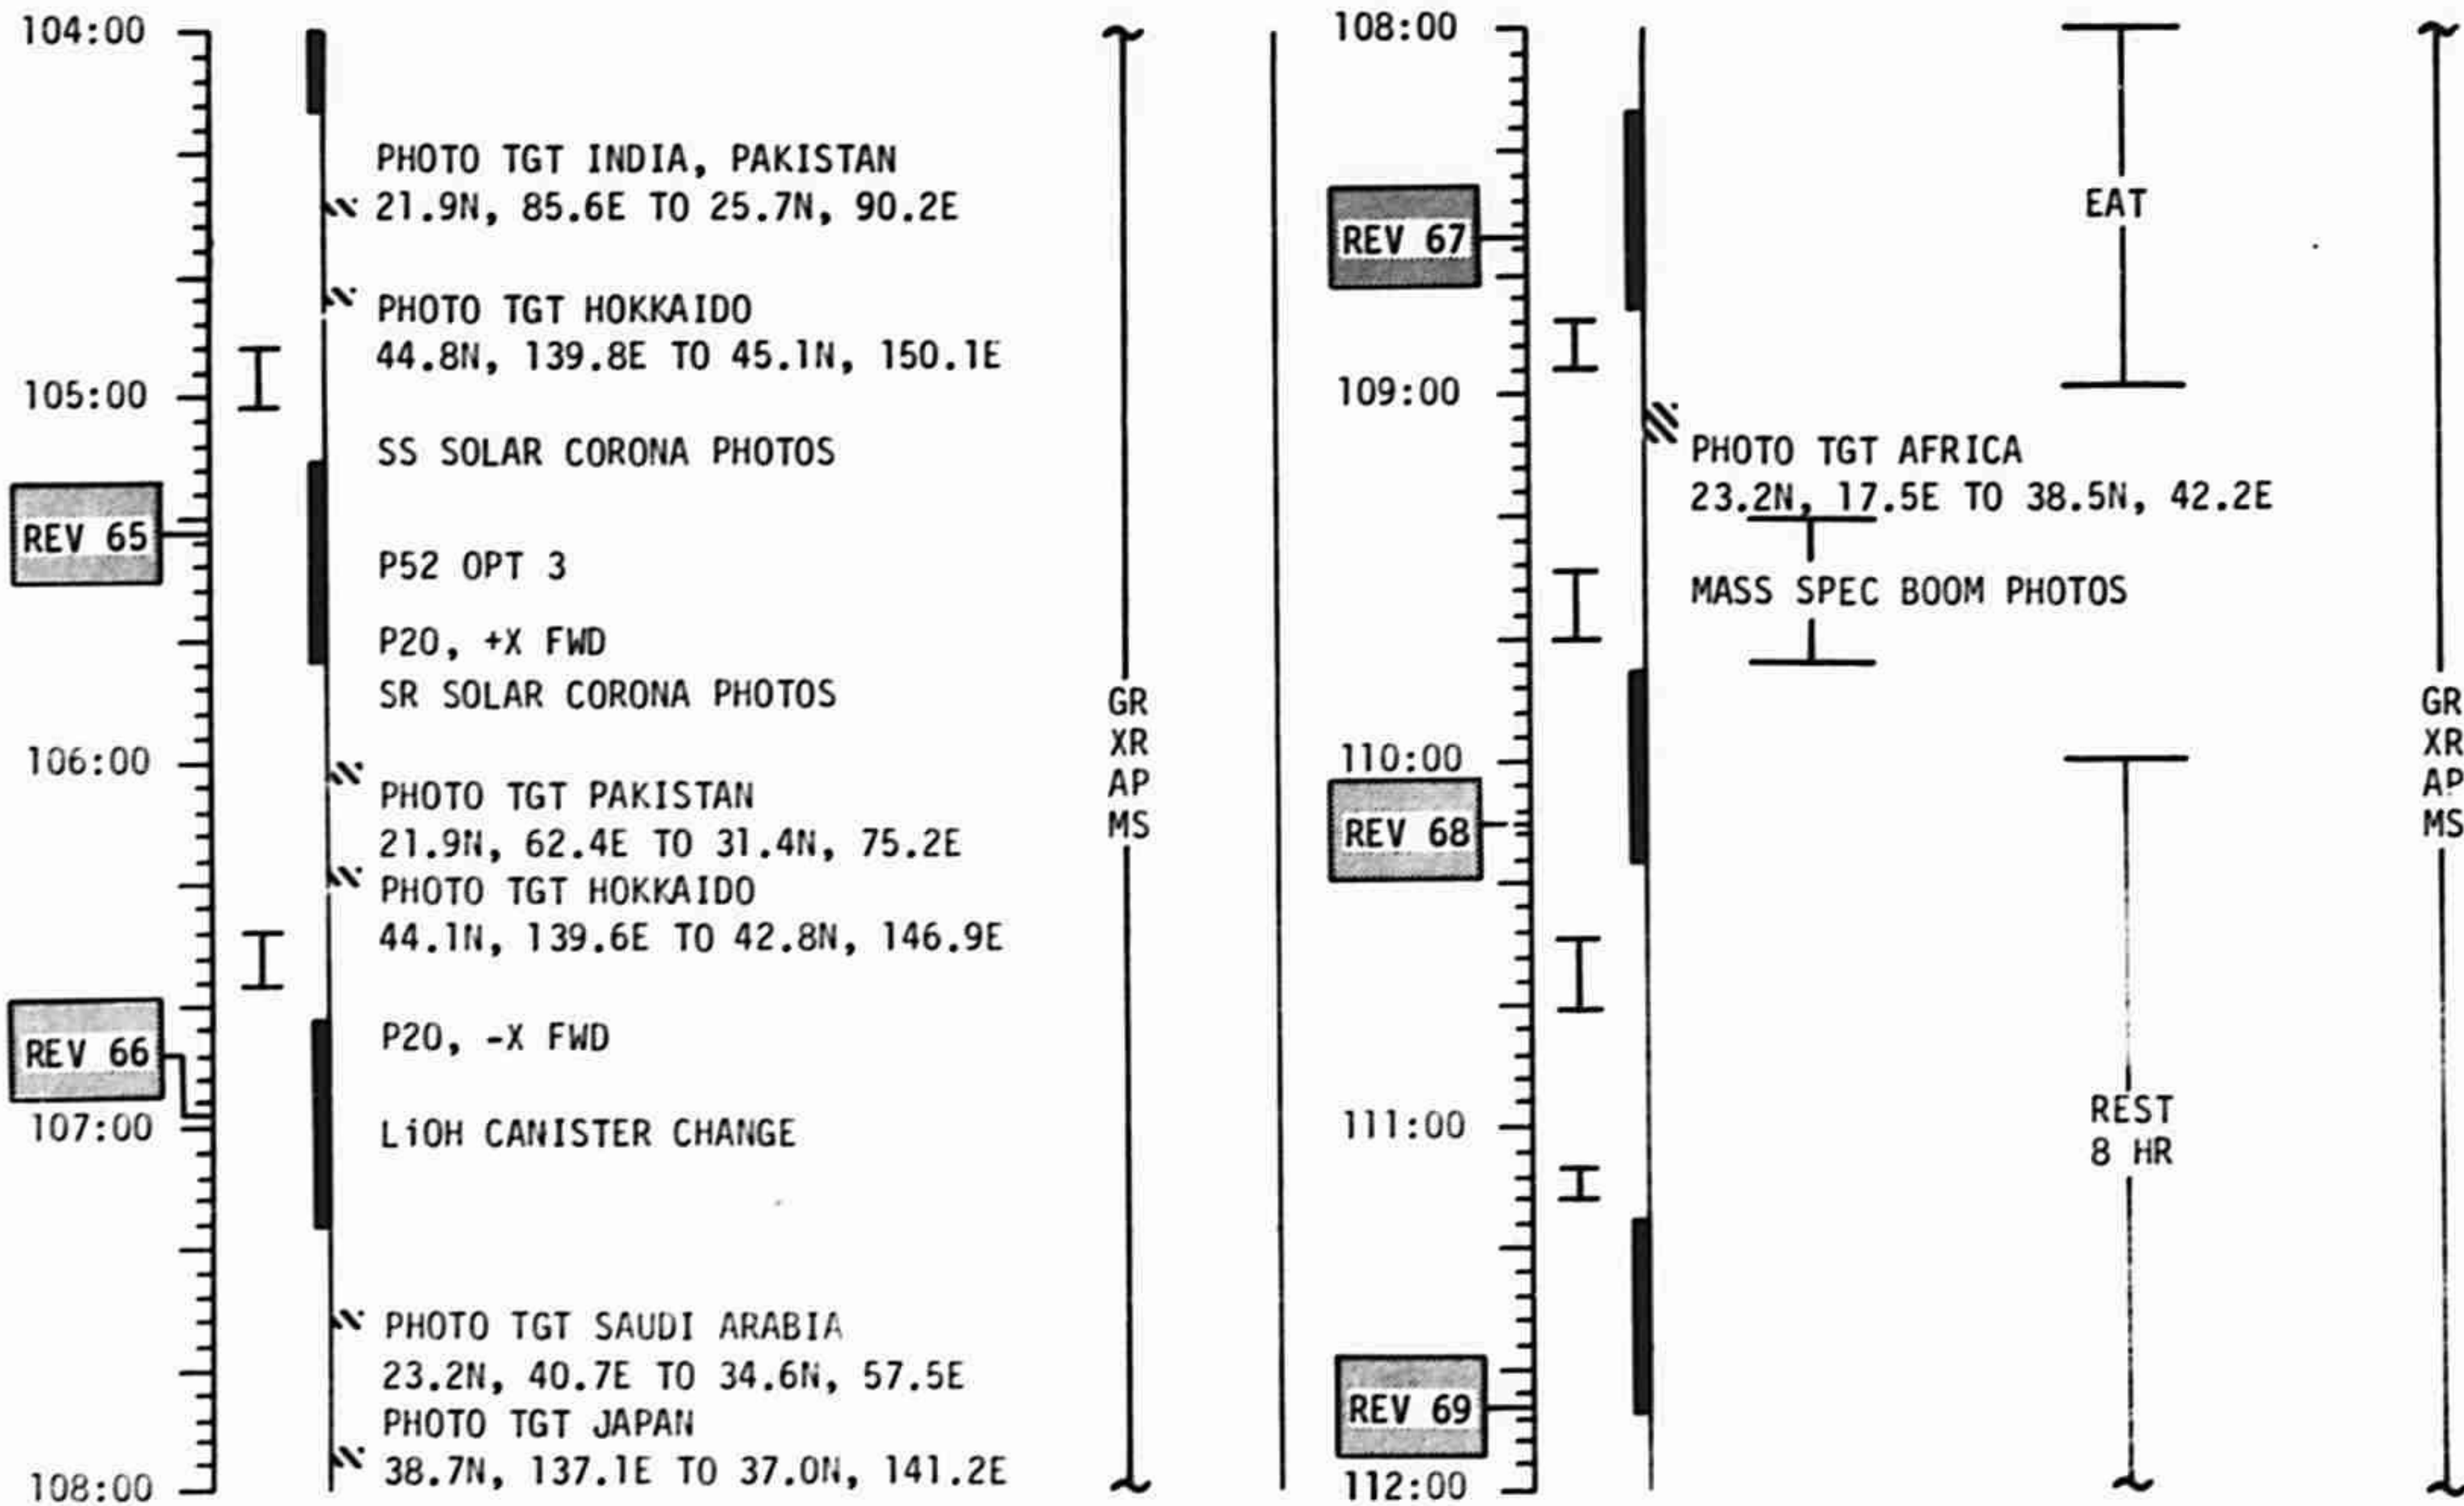 104:00
PHOTO TGT INDIA, PAKISTAN
21.9N, 85.6E TO 25.7N, 90.2E
PHOTO TGT HOKKAIDO
44.8N, 139.8E TO 45.1N, 150.1E
105:00
SS SOLAR CORONA PHOTOS
REV 65
P52 OPT 3
P20, +X FWD
SR SOLAR CORONA PHOTOS
106:00
PHOTO TGT PAKISTAN
21.9N, 62.4E TO 31.4N, 75.2E
PHOTO TGT HOKKAIDO
44.1N, 139.6E TO 42.8N, 146.9E
P20, -X FWD
REV 66
107:00
LiOH CANISTER CHANGE
PHOTO TGT SAUDI ARABIA
23.2N, 40.7E TO 34.6N, 57.5E
PHOTO TGT JAPAN
38.7N, 137.1E TO 37.0N, 141.2E
108:00
GR
XR
AP
MS
108:00
EAT
REV 67
109:00
PHOTO TGT AFRICA
23.2N, 17.5E TO 38.5N, 42.2E
MASS SPEC BOOM PHOTOS
110:00
REV 68
111:00
REST
8 HR
REV 69
112:00
GR
XR
AP
MS